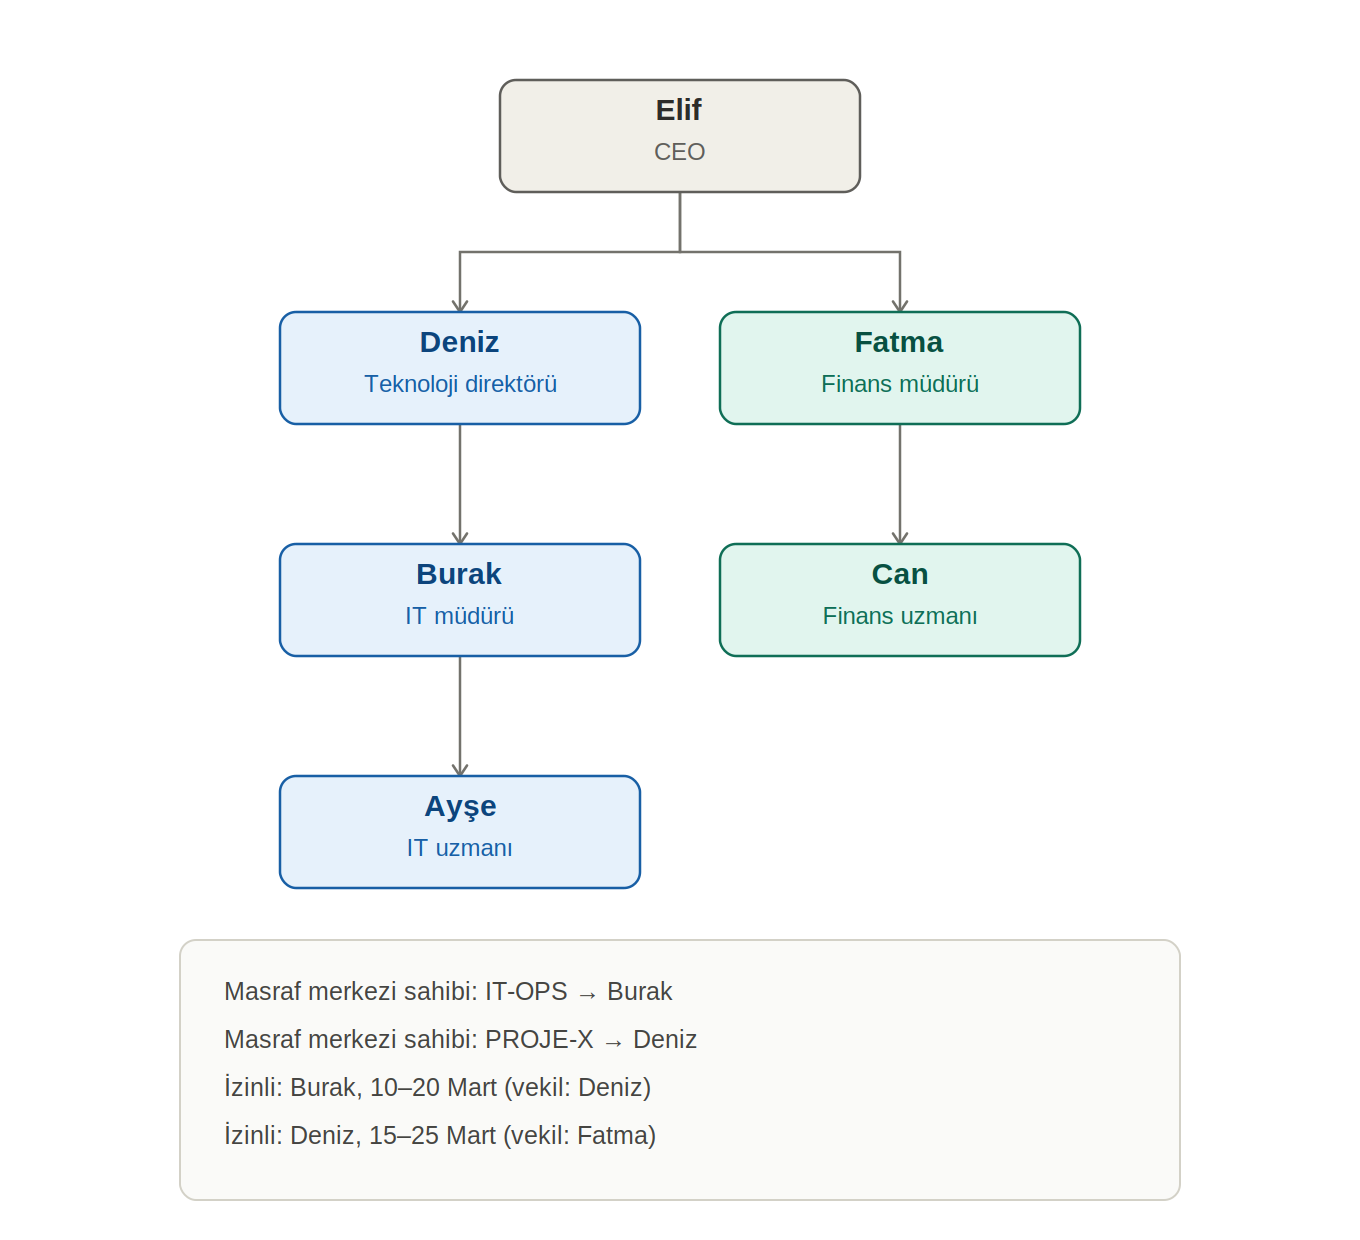 Elif
CEO
Deniz
Teknoloji direktörü
Fatma
Finans müdürü
Burak
IT müdürü
Can
Finans uzmanı
Ayşe
IT uzmanı
Masraf merkezi sahibi: IT-OPS → Burak
Masraf merkezi sahibi: PROJE-X → Deniz
İzinli: Burak, 10–20 Mart (vekil: Deniz)
İzinli: Deniz, 15–25 Mart (vekil: Fatma)